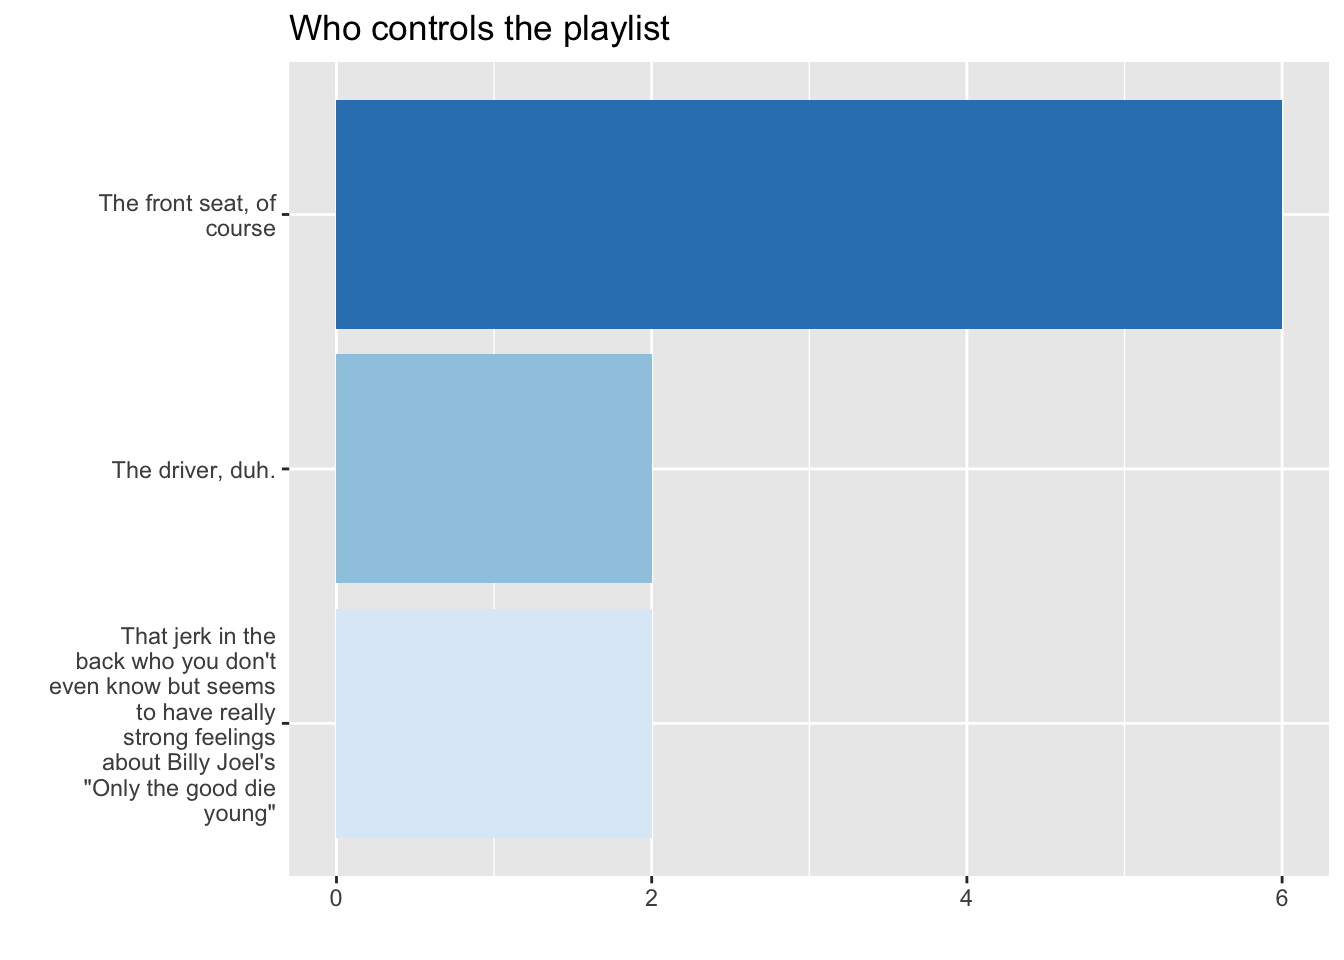 Who controls the playlist
The front seat, of
course
The driver, duh.
That jerk in the
back who you don't
even know but seems
to have really
strong feelings
about Billy Joel's
"Only the good die
young"
0 2 4 6